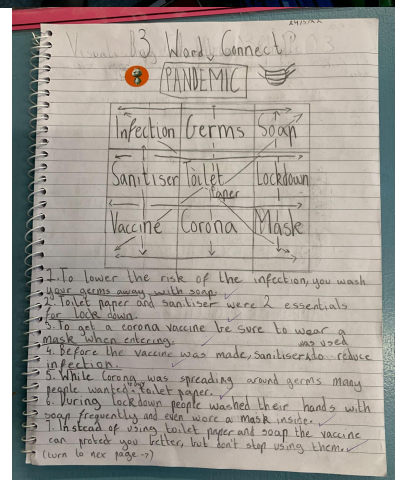 24/5/22
3 Word Connect
PANDEMIC
Infection Germs Soap
Sanitiser Toilet Paper Lockdown
Vaccine Corona Mask
1. To lower the risk of the infection, you wash
your germs away with soap.
2. Toilet paper and sanitiser were 2 essentials
for lock down.
3. To get a corona vaccine be sure to wear a
mask when entering.
4. Before the vaccine was made, sanitiser was used to reduce
infection.
5. While Corona was spreading around germs many
people wanted toilet paper.
6. During lockdown people washed their hands with
soap frequently and even wore a mask inside.
7. Instead of using toilet paper and soap the vaccine
can protect you better, but don't stop using them.
(turn to nex page →)